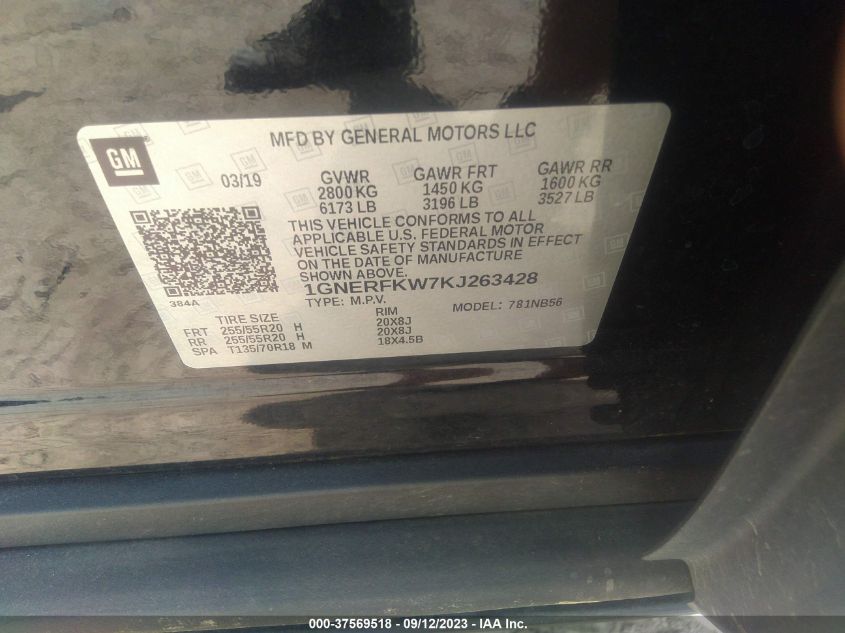 GM
MFD BY GENERAL MOTORS LLC
03/19 GVWR GAWR FRT GAWR RR
2800 KG 1450 KG 1600 KG
6173 LB 3196 LB 3527 LB
THIS VEHICLE CONFORMS TO ALL
APPLICABLE U.S. FEDERAL MOTOR
VEHICLE SAFETY STANDARDS IN EFFECT
ON THE DATE OF MANUFACTURE
SHOWN ABOVE.
384A
1GNERFKW7KJ263428
TYPE: M.P.V. MODEL: 781NB56
TIRE SIZE RIM
FRT 255/55R20 H 20X8J
RR 255/55R20 H 20X8J
SPA T135/70R18 M 18X4.5B
000-37569518 - 09/12/2023 - IAA Inc.